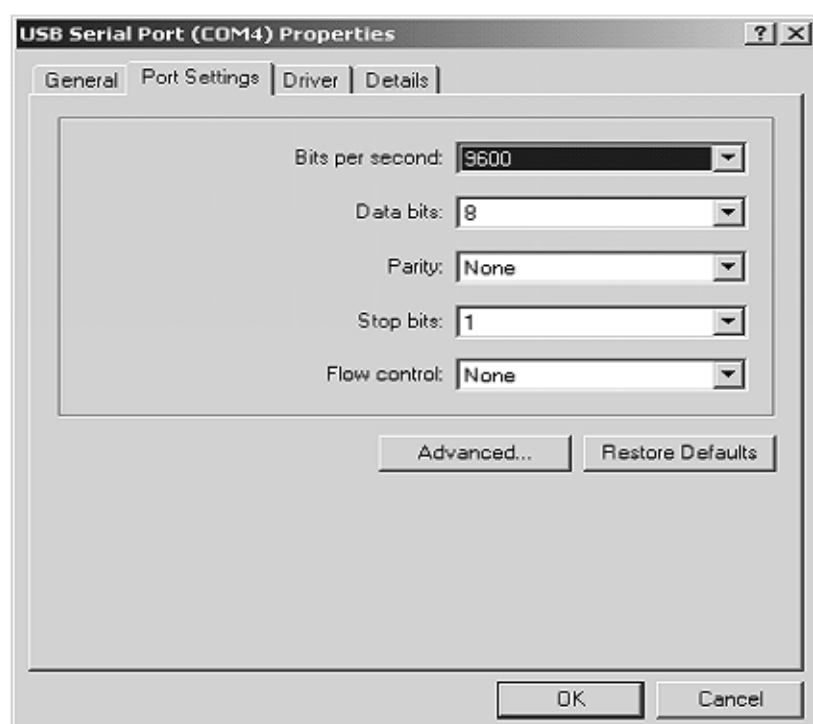 USB Serial Port (COM4) Properties
General Port Settings Driver Details
Bits per second: 9600
Data bits: 8
Parity: None
Stop bits: 1
Flow control: None
Advanced... Restore Defaults
OK Cancel